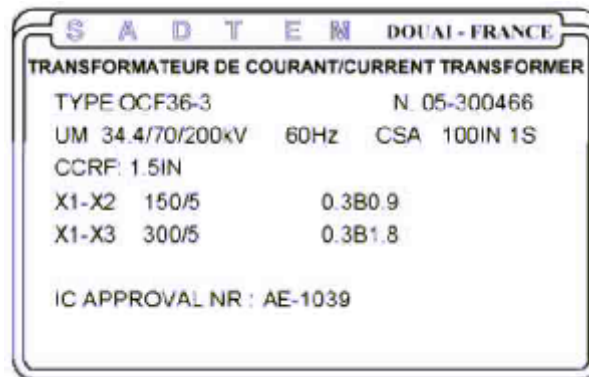 SADTEN DOUAI - FRANCE
TRANSFORMATEUR DE COURANT/CURRENT TRANSFORMER
TYPE OCF36-3 N. 05-300466
UM 34.4/70/200kV 60Hz CSA 100IN 1S
CCRF: 1.5IN
X1-X2 150/5 0.3B0.9
X1-X3 300/5 0.3B1.8
IC APPROVAL NR : AE-1039